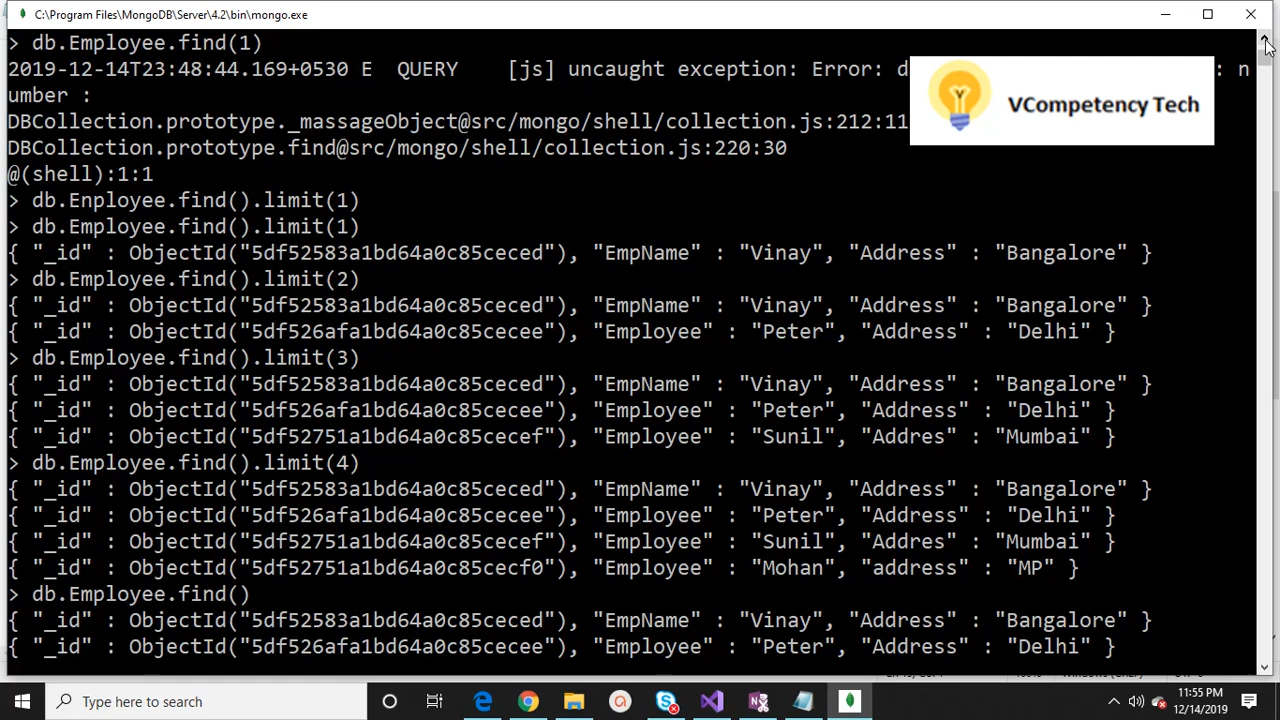 C:\Program Files\MongoDB\Server\4.2\bin\mongo.exe
> db.Employee.find(1)
2019-12-14T23:48:44.169+0530 E  QUERY    [js] uncaught exception: Error: d : n
umber :
DBCollection.prototype._massageObject@src/mongo/shell/collection.js:212:11
DBCollection.prototype.find@src/mongo/shell/collection.js:220:30
@(shell):1:1
VCompetency Tech
> db.Enployee.find().limit(1)
> db.Employee.find().limit(1)
{ "_id" : ObjectId("5df52583a1bd64a0c85ceced"), "EmpName" : "Vinay", "Address" : "Bangalore" }
> db.Employee.find().limit(2)
{ "_id" : ObjectId("5df52583a1bd64a0c85ceced"), "EmpName" : "Vinay", "Address" : "Bangalore" }
{ "_id" : ObjectId("5df526afa1bd64a0c85cecee"), "Employee" : "Peter", "Address" : "Delhi" }
> db.Employee.find().limit(3)
{ "_id" : ObjectId("5df52583a1bd64a0c85ceced"), "EmpName" : "Vinay", "Address" : "Bangalore" }
{ "_id" : ObjectId("5df526afa1bd64a0c85cecee"), "Employee" : "Peter", "Address" : "Delhi" }
{ "_id" : ObjectId("5df52751a1bd64a0c85cecef"), "Employee" : "Sunil", "Addres" : "Mumbai" }
> db.Employee.find().limit(4)
{ "_id" : ObjectId("5df52583a1bd64a0c85ceced"), "EmpName" : "Vinay", "Address" : "Bangalore" }
{ "_id" : ObjectId("5df526afa1bd64a0c85cecee"), "Employee" : "Peter", "Address" : "Delhi" }
{ "_id" : ObjectId("5df52751a1bd64a0c85cecef"), "Employee" : "Sunil", "Addres" : "Mumbai" }
{ "_id" : ObjectId("5df52751a1bd64a0c85cecf0"), "Employee" : "Mohan", "address" : "MP" }
> db.Employee.find()
{ "_id" : ObjectId("5df52583a1bd64a0c85ceced"), "EmpName" : "Vinay", "Address" : "Bangalore" }
{ "_id" : ObjectId("5df526afa1bd64a0c85cecee"), "Employee" : "Peter", "Address" : "Delhi" }
Type here to search
11:55 PM
12/14/2019